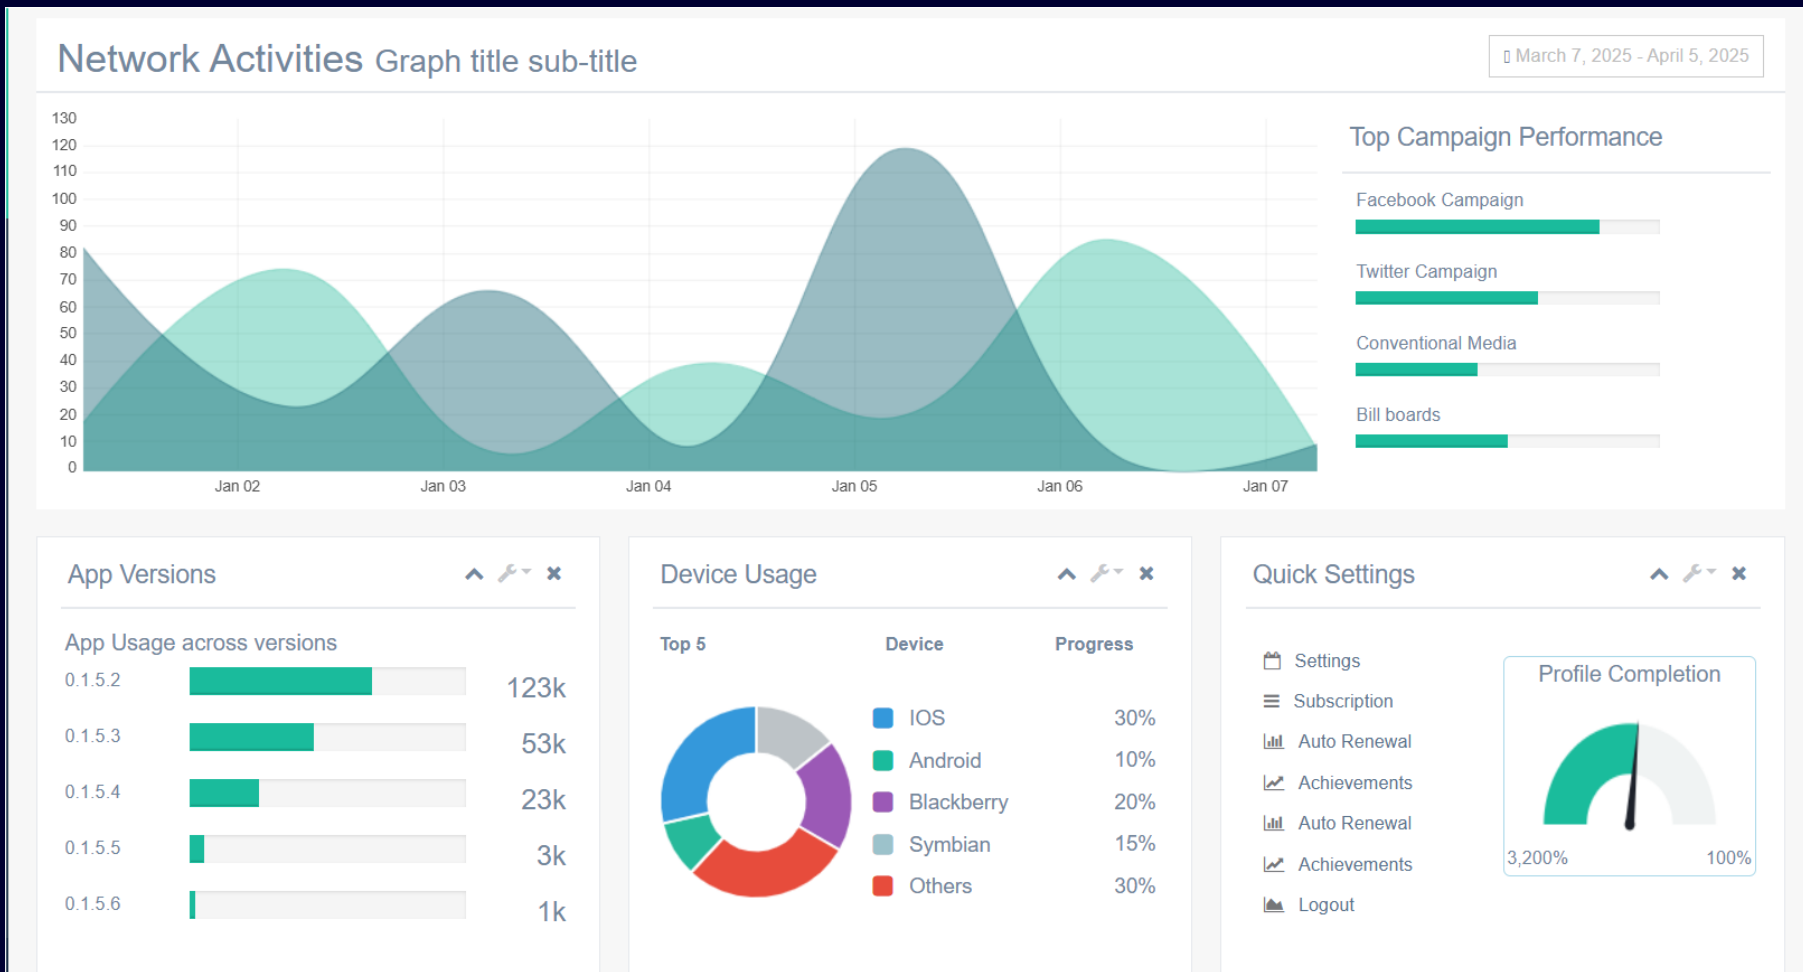 Network Activities Graph title sub-title
March 7, 2025 - April 5, 2025
130
120
110
100
90
80
70
60
50
40
30
20
10
0
Jan 02
Jan 03
Jan 04
Jan 05
Jan 06
Jan 07
Top Campaign Performance
Facebook Campaign
Twitter Campaign
Conventional Media
Bill boards
App Versions
App Usage across versions
0.1.5.2 123k
0.1.5.3 53k
0.1.5.4 23k
0.1.5.5 3k
0.1.5.6 1k
Device Usage
Top 5 Device Progress
IOS 30%
Android 10%
Blackberry 20%
Symbian 15%
Others 30%
Quick Settings
Settings
Subscription
Auto Renewal
Achievements
Auto Renewal
Achievements
Logout
Profile Completion
3,200% 100%